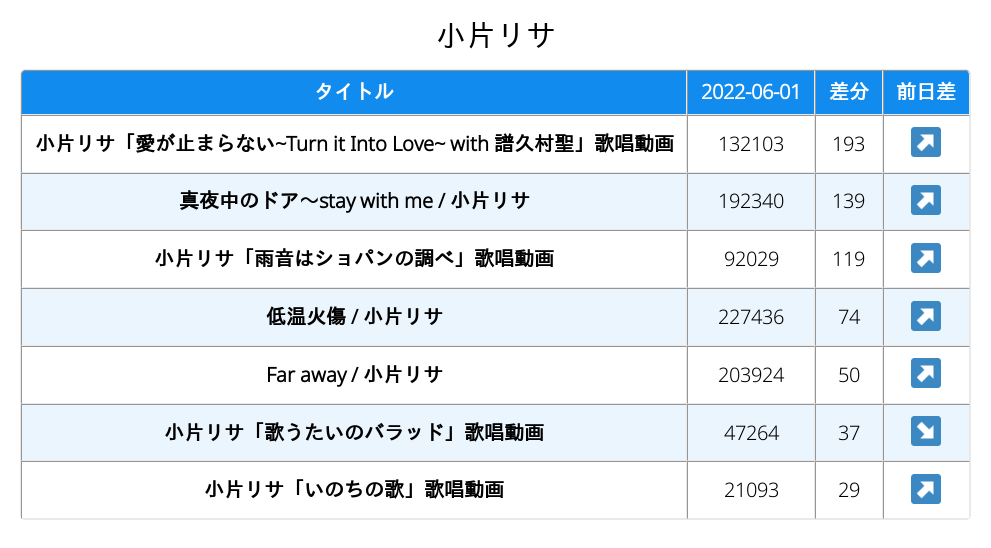 小片リサ
タイトル 2022-06-01 差分 前日差
小片リサ「愛が止まらない~Turn it Into Love~ with 譜久村聖」歌唱動画 132103 193 ↗
真夜中のドア〜stay with me / 小片リサ 192340 139 ↗
小片リサ「雨音はショパンの調べ」歌唱動画 92029 119 ↗
低温火傷 / 小片リサ 227436 74 ↗
Far away / 小片リサ 203924 50 ↗
小片リサ「歌うたいのバラッド」歌唱動画 47264 37 ↘
小片リサ「いのちの歌」歌唱動画 21093 29 ↗